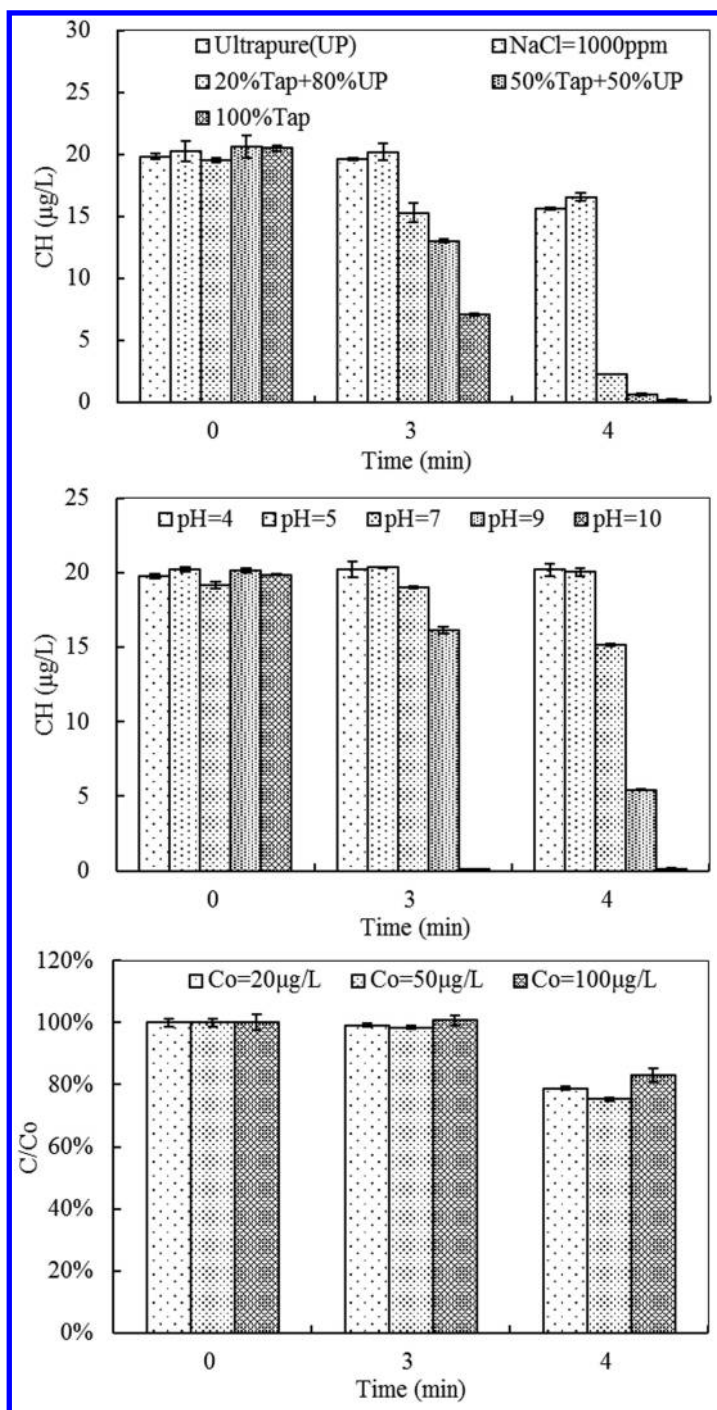 30
Ultrapure(UP) NaCl=1000ppm
25
20%Tap+80%UP 50%Tap+50%UP
100%Tap
20
15
10
5
0
CH (µg/L)
0 3 4
Time (min)
25
pH=4 pH=5 pH=7 pH=9 pH=10
20
15
10
5
0
CH (µg/L)
0 3 4
Time (min)
120%
Co=20µg/L Co=50µg/L Co=100µg/L
100%
80%
60%
40%
20%
0%
C/Co
0 3 4
Time (min)